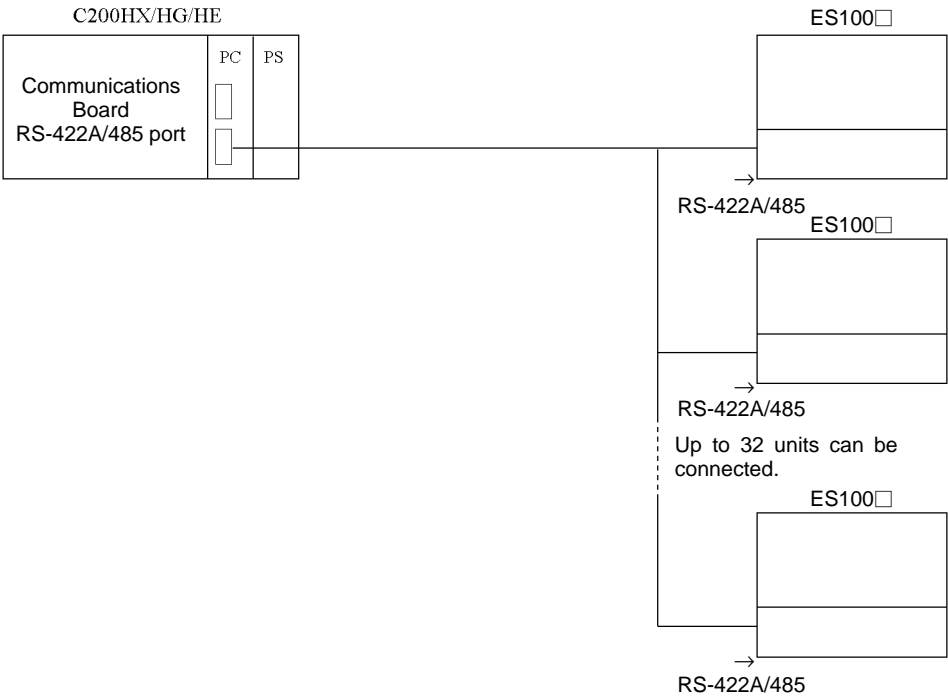 C200HX/HG/HE
Communications
Board
RS-422A/485 port
PC
PS
ES100□
RS-422A/485
ES100□
RS-422A/485
Up to 32 units can be
connected.
ES100□
RS-422A/485